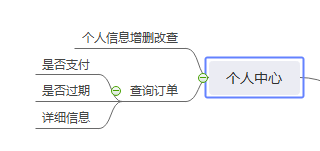 个人信息增删改查
是否支付
个人中心
是否过期
查询订单
详细信息